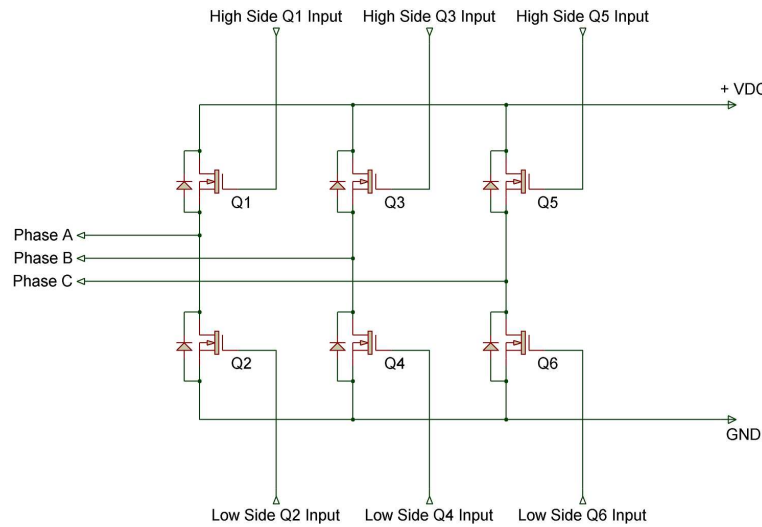 High Side Q1 Input High Side Q3 Input High Side Q5 Input
+ VDC
Q1 Q3 Q5
Phase A
Phase B
Phase C
Q2 Q4 Q6
GND
Low Side Q2 Input Low Side Q4 Input Low Side Q6 Input